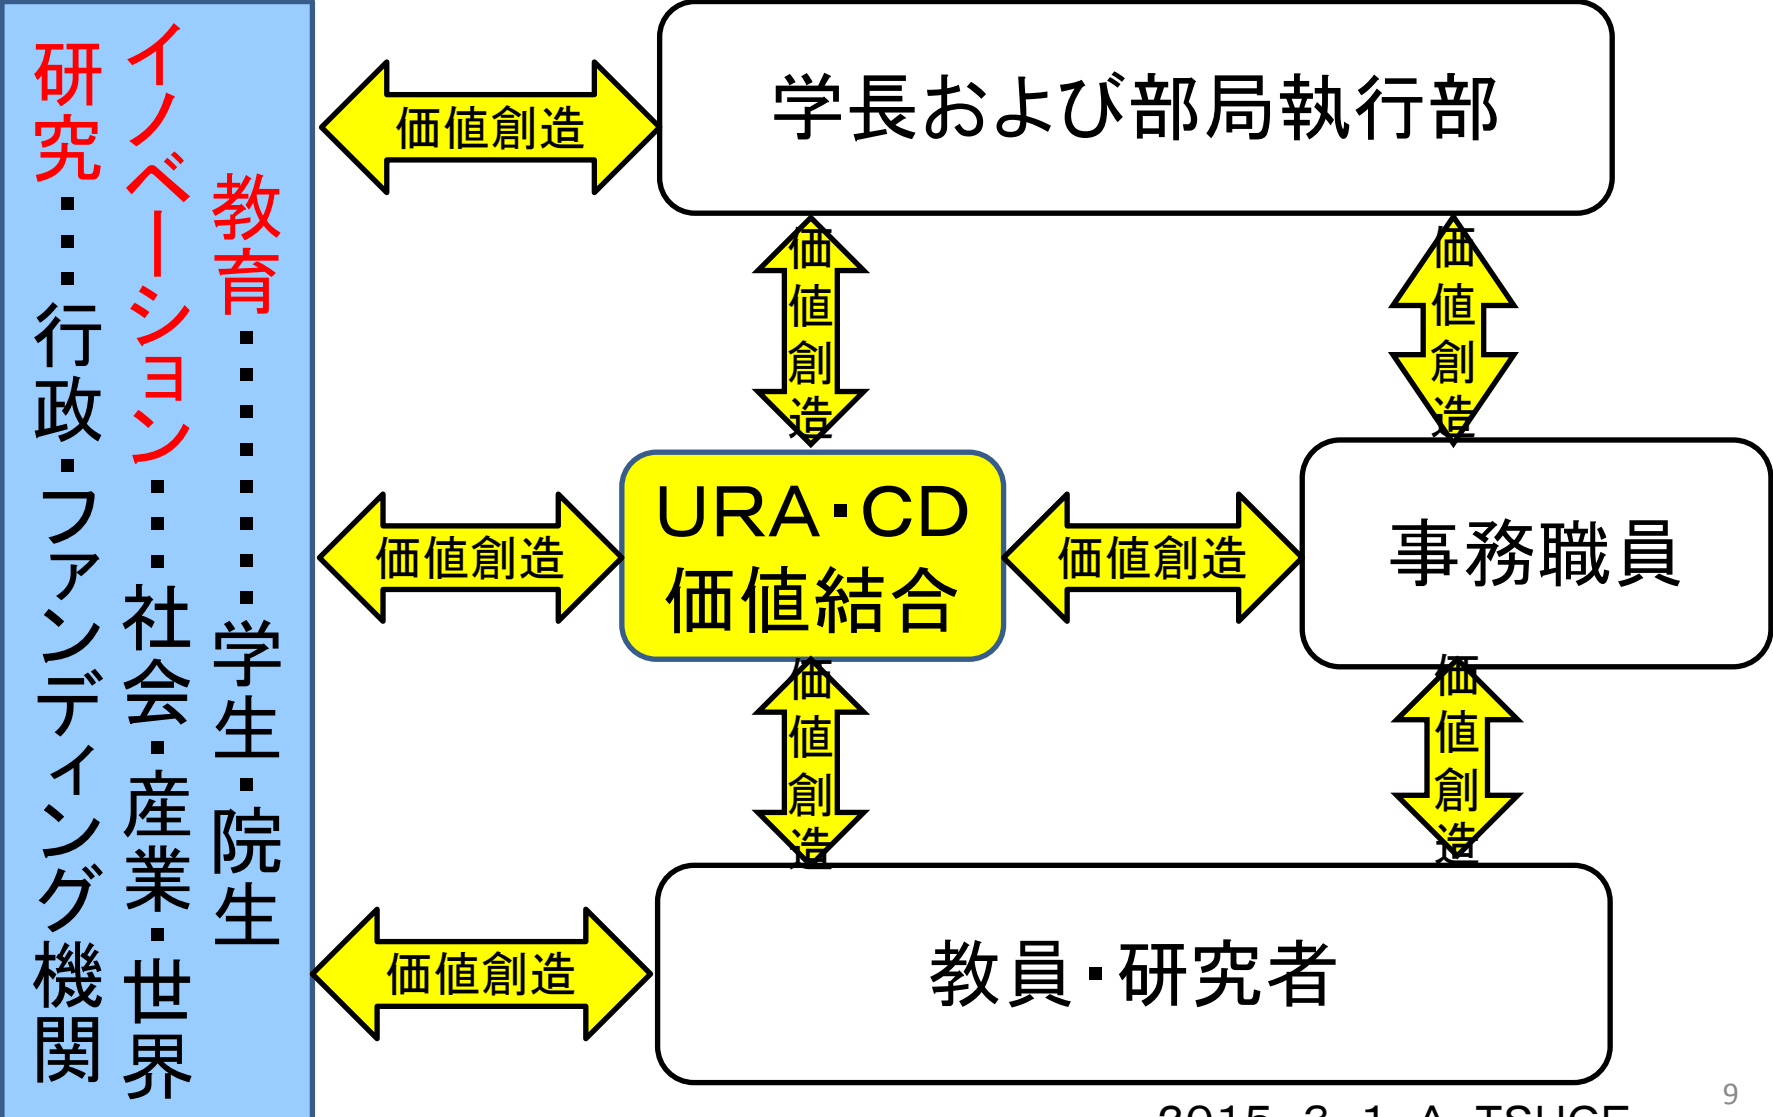 教育・・・・・・・・学生・院生
イノベーション・・・社会・産業・世界
研究・・・行政・ファンディング機関
学長および部局執行部
価値創造
価値創造
価値創造
価値創造
URA・CD
価値結合
価値創造
事務職員
価値創造
価値創造
価値創造
教員・研究者
2015.3.1 A.TSUGE
9